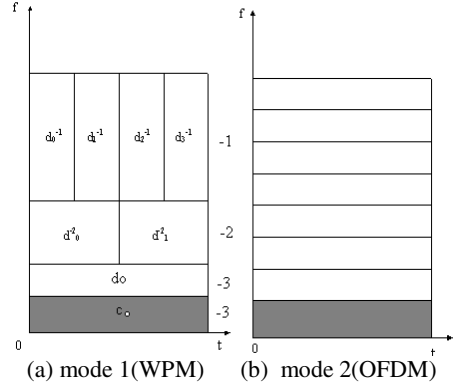 f
f
d₀⁻¹ d₁⁻¹ d₂⁻¹ d₃⁻¹ -1
d⁻²₀ d⁻²₁ -2
d₀ -3
c₀ -3
0 t 0 t
(a) mode 1(WPM) (b) mode 2(OFDM)